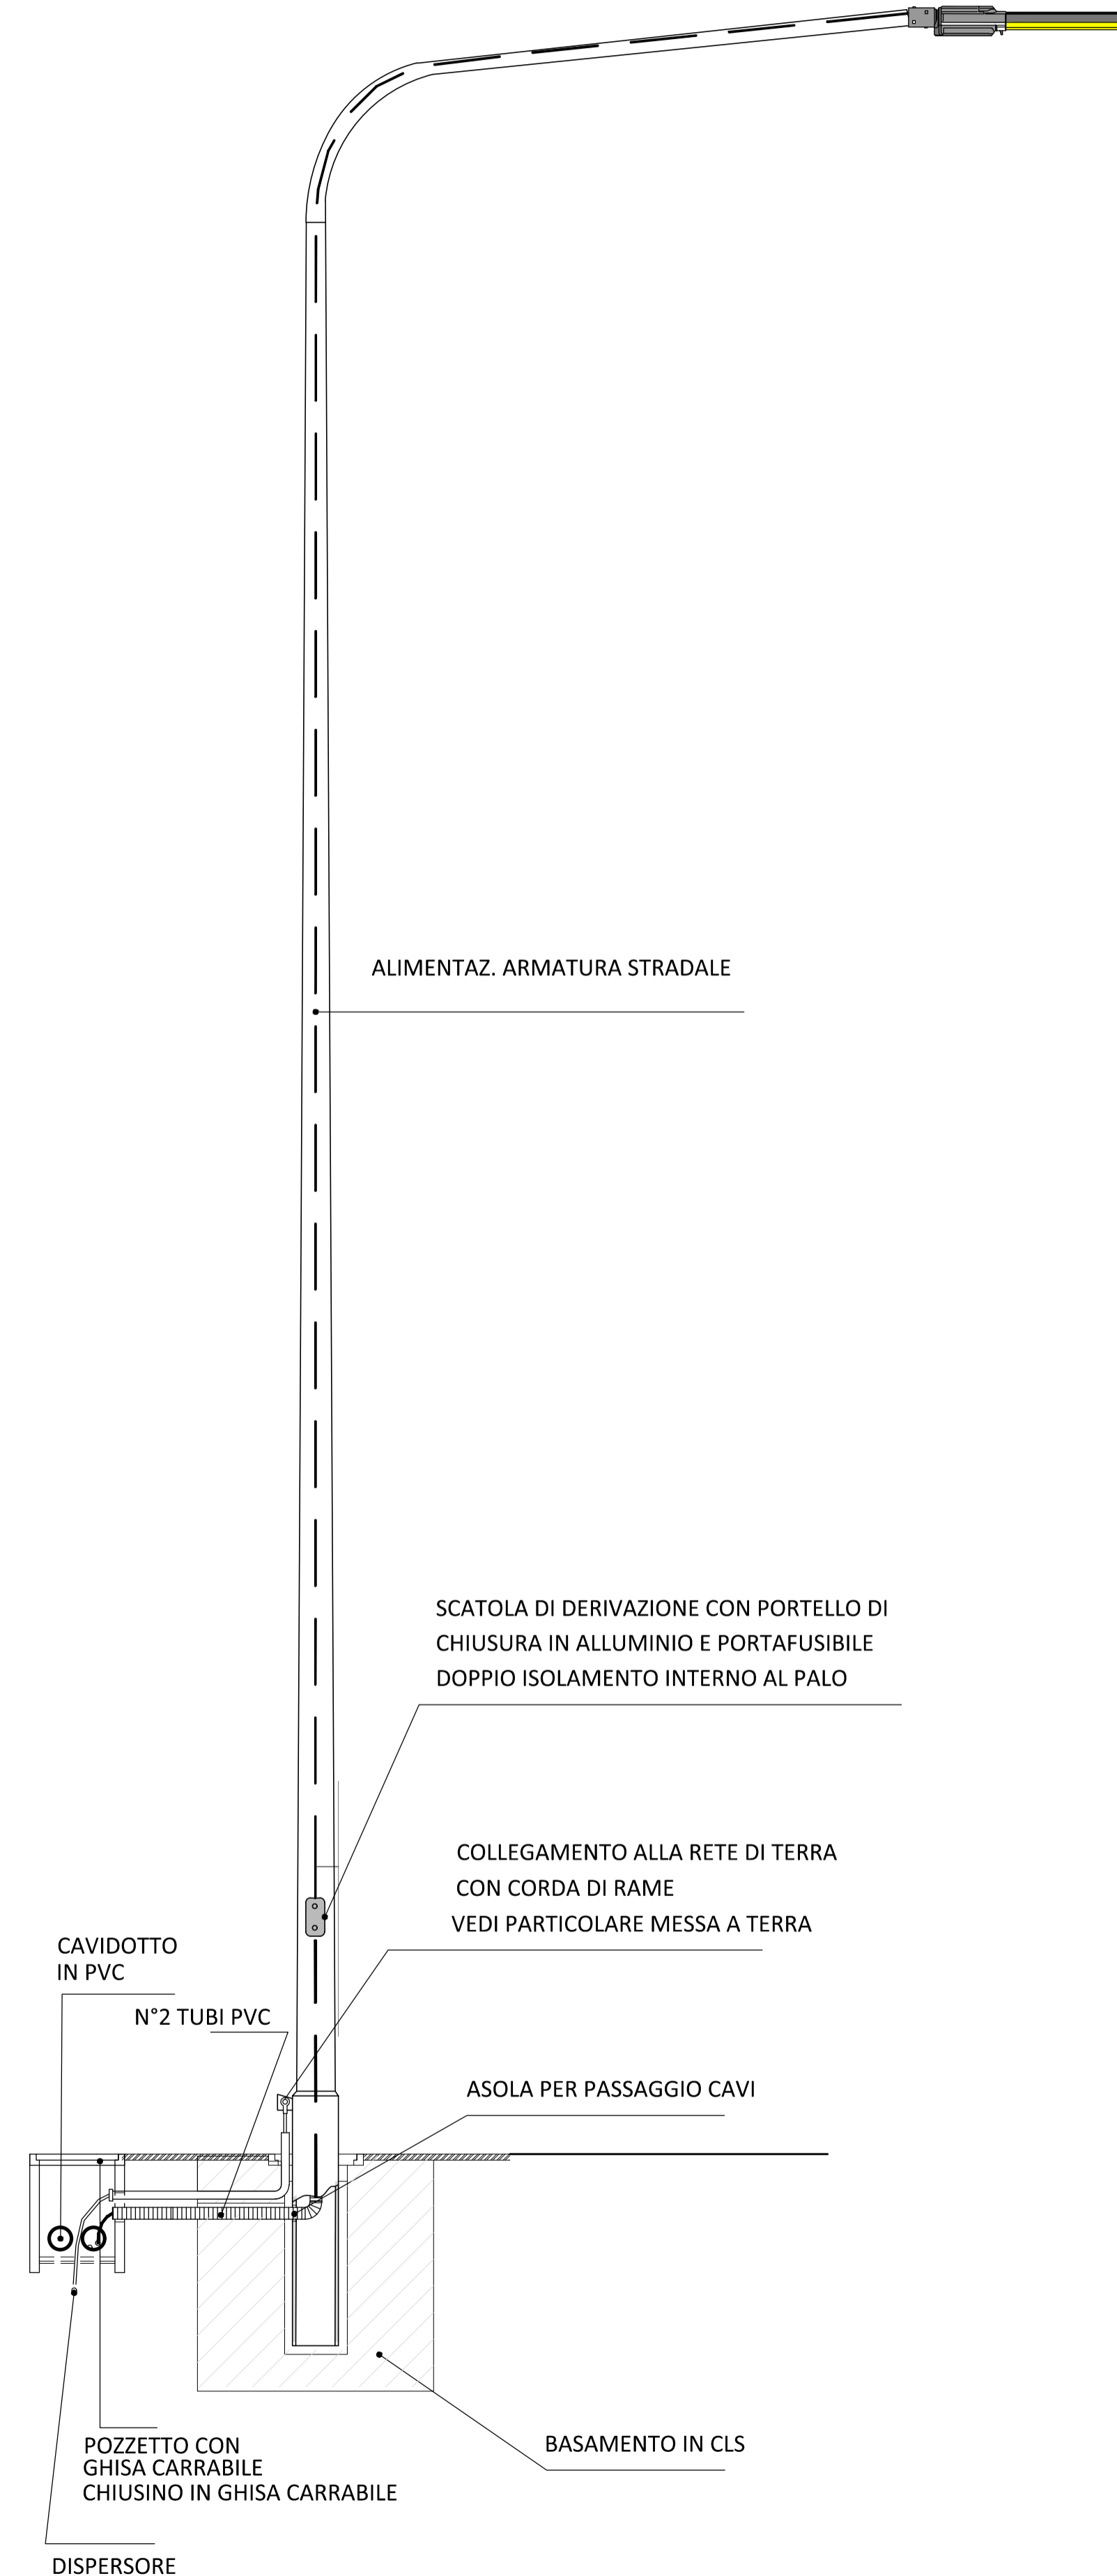 ALIMENTAZ. ARMATURA STRADALE
SCATOLA DI DERIVAZIONE CON PORTELLO DI
CHIUSURA IN ALLUMINIO E PORTAFUSIBILE
DOPPIO ISOLAMENTO INTERNO AL PALO
COLLEGAMENTO ALLA RETE DI TERRA
CON CORDA DI RAME
VEDI PARTICOLARE MESSA A TERRA
CAVIDOTTO
IN PVC
N°2 TUBI PVC
ASOLA PER PASSAGGIO CAVI
BASAMENTO IN CLS
POZZETTO CON
GHISA CARRABILE
CHIUSINO IN GHISA CARRABILE
DISPERSORE